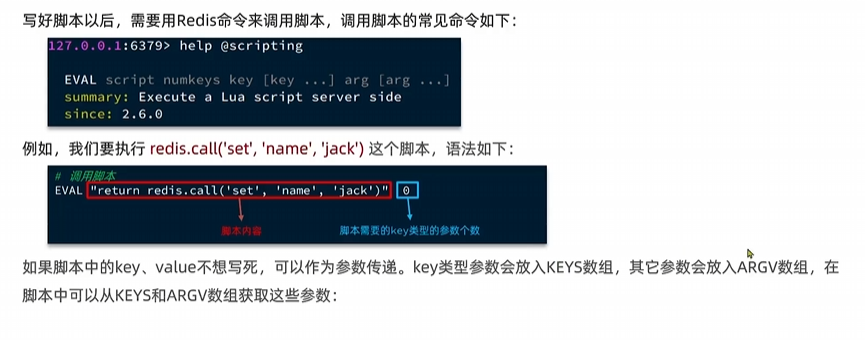 写好脚本以后，需要用Redis命令来调用脚本，调用脚本的常见命令如下：
127.0.0.1:6379> help @scripting
EVAL script numkeys key [key ...] arg [arg ...]
summary: Execute a Lua script server side
since: 2.6.0
例如，我们要执行 redis.call('set', 'name', 'jack') 这个脚本，语法如下：
# 调用脚本
EVAL "return redis.call('set', 'name', 'jack')" 0
脚本内容 脚本需要的key类型的参数个数
如果脚本中的key、value不想写死，可以作为参数传递。key类型参数会放入KEYS数组，其它参数会放入ARGV数组，在
脚本中可以从KEYS和ARGV数组获取这些参数：